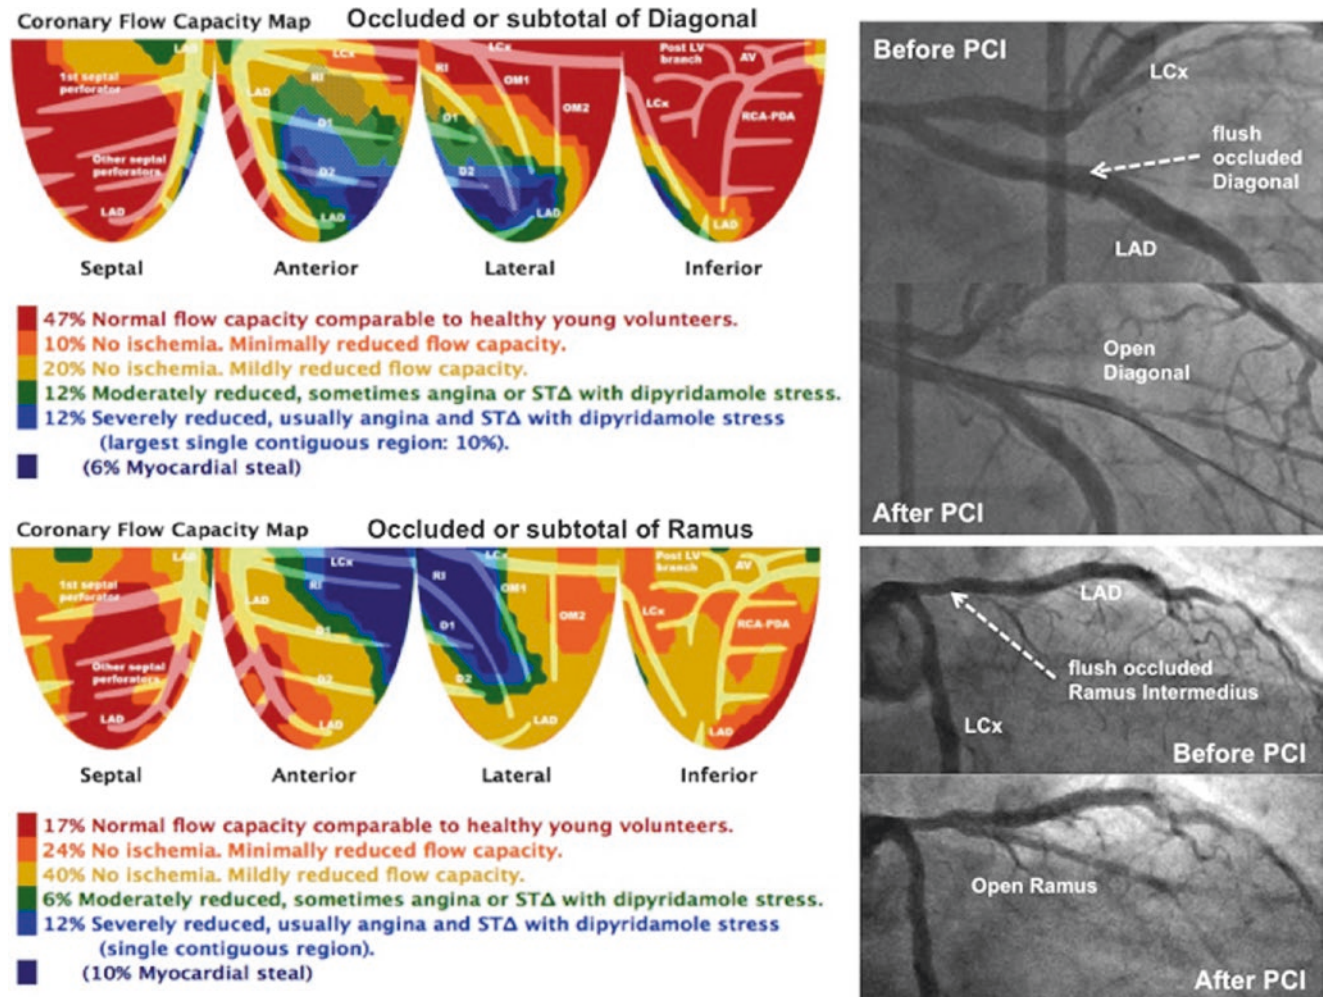 Coronary Flow Capacity Map
Occluded or subtotal of Diagonal
LAD
1st septal
perforator
Other septal
perforators
LAD
LCx
RI
LAD
D1
D2
LAD
LCx
RI
OM1
OM2
D1
D2
LAD
Post LV
branch
AV
LCx
RCA-PDA
LAD
Septal
Anterior
Lateral
Inferior
47% Normal flow capacity comparable to healthy young volunteers.
10% No ischemia. Minimally reduced flow capacity.
20% No ischemia. Mildly reduced flow capacity.
12% Moderately reduced, sometimes angina or STΔ with dipyridamole stress.
12% Severely reduced, usually angina and STΔ with dipyridamole stress
(largest single contiguous region: 10%).
(6% Myocardial steal)
Before PCI
LCx
flush
occluded
Diagonal
LAD
Open
Diagonal
After PCI
Coronary Flow Capacity Map
Occluded or subtotal of Ramus
LAD
1st septal
perforator
Other septal
perforators
LAD
LCx
RI
LAD
D1
D2
LAD
LCx
RI
OM1
OM2
D1
D2
LAD
Post LV
branch
AV
LCx
RCA-PDA
LAD
Septal
Anterior
Lateral
Inferior
17% Normal flow capacity comparable to healthy young volunteers.
24% No ischemia. Minimally reduced flow capacity.
40% No ischemia. Mildly reduced flow capacity.
6% Moderately reduced, sometimes angina or STΔ with dipyridamole stress.
12% Severely reduced, usually angina and STΔ with dipyridamole stress
(single contiguous region).
(10% Myocardial steal)
LAD
flush occluded
Ramus Intermedius
LCx
Before PCI
Open Ramus
After PCI